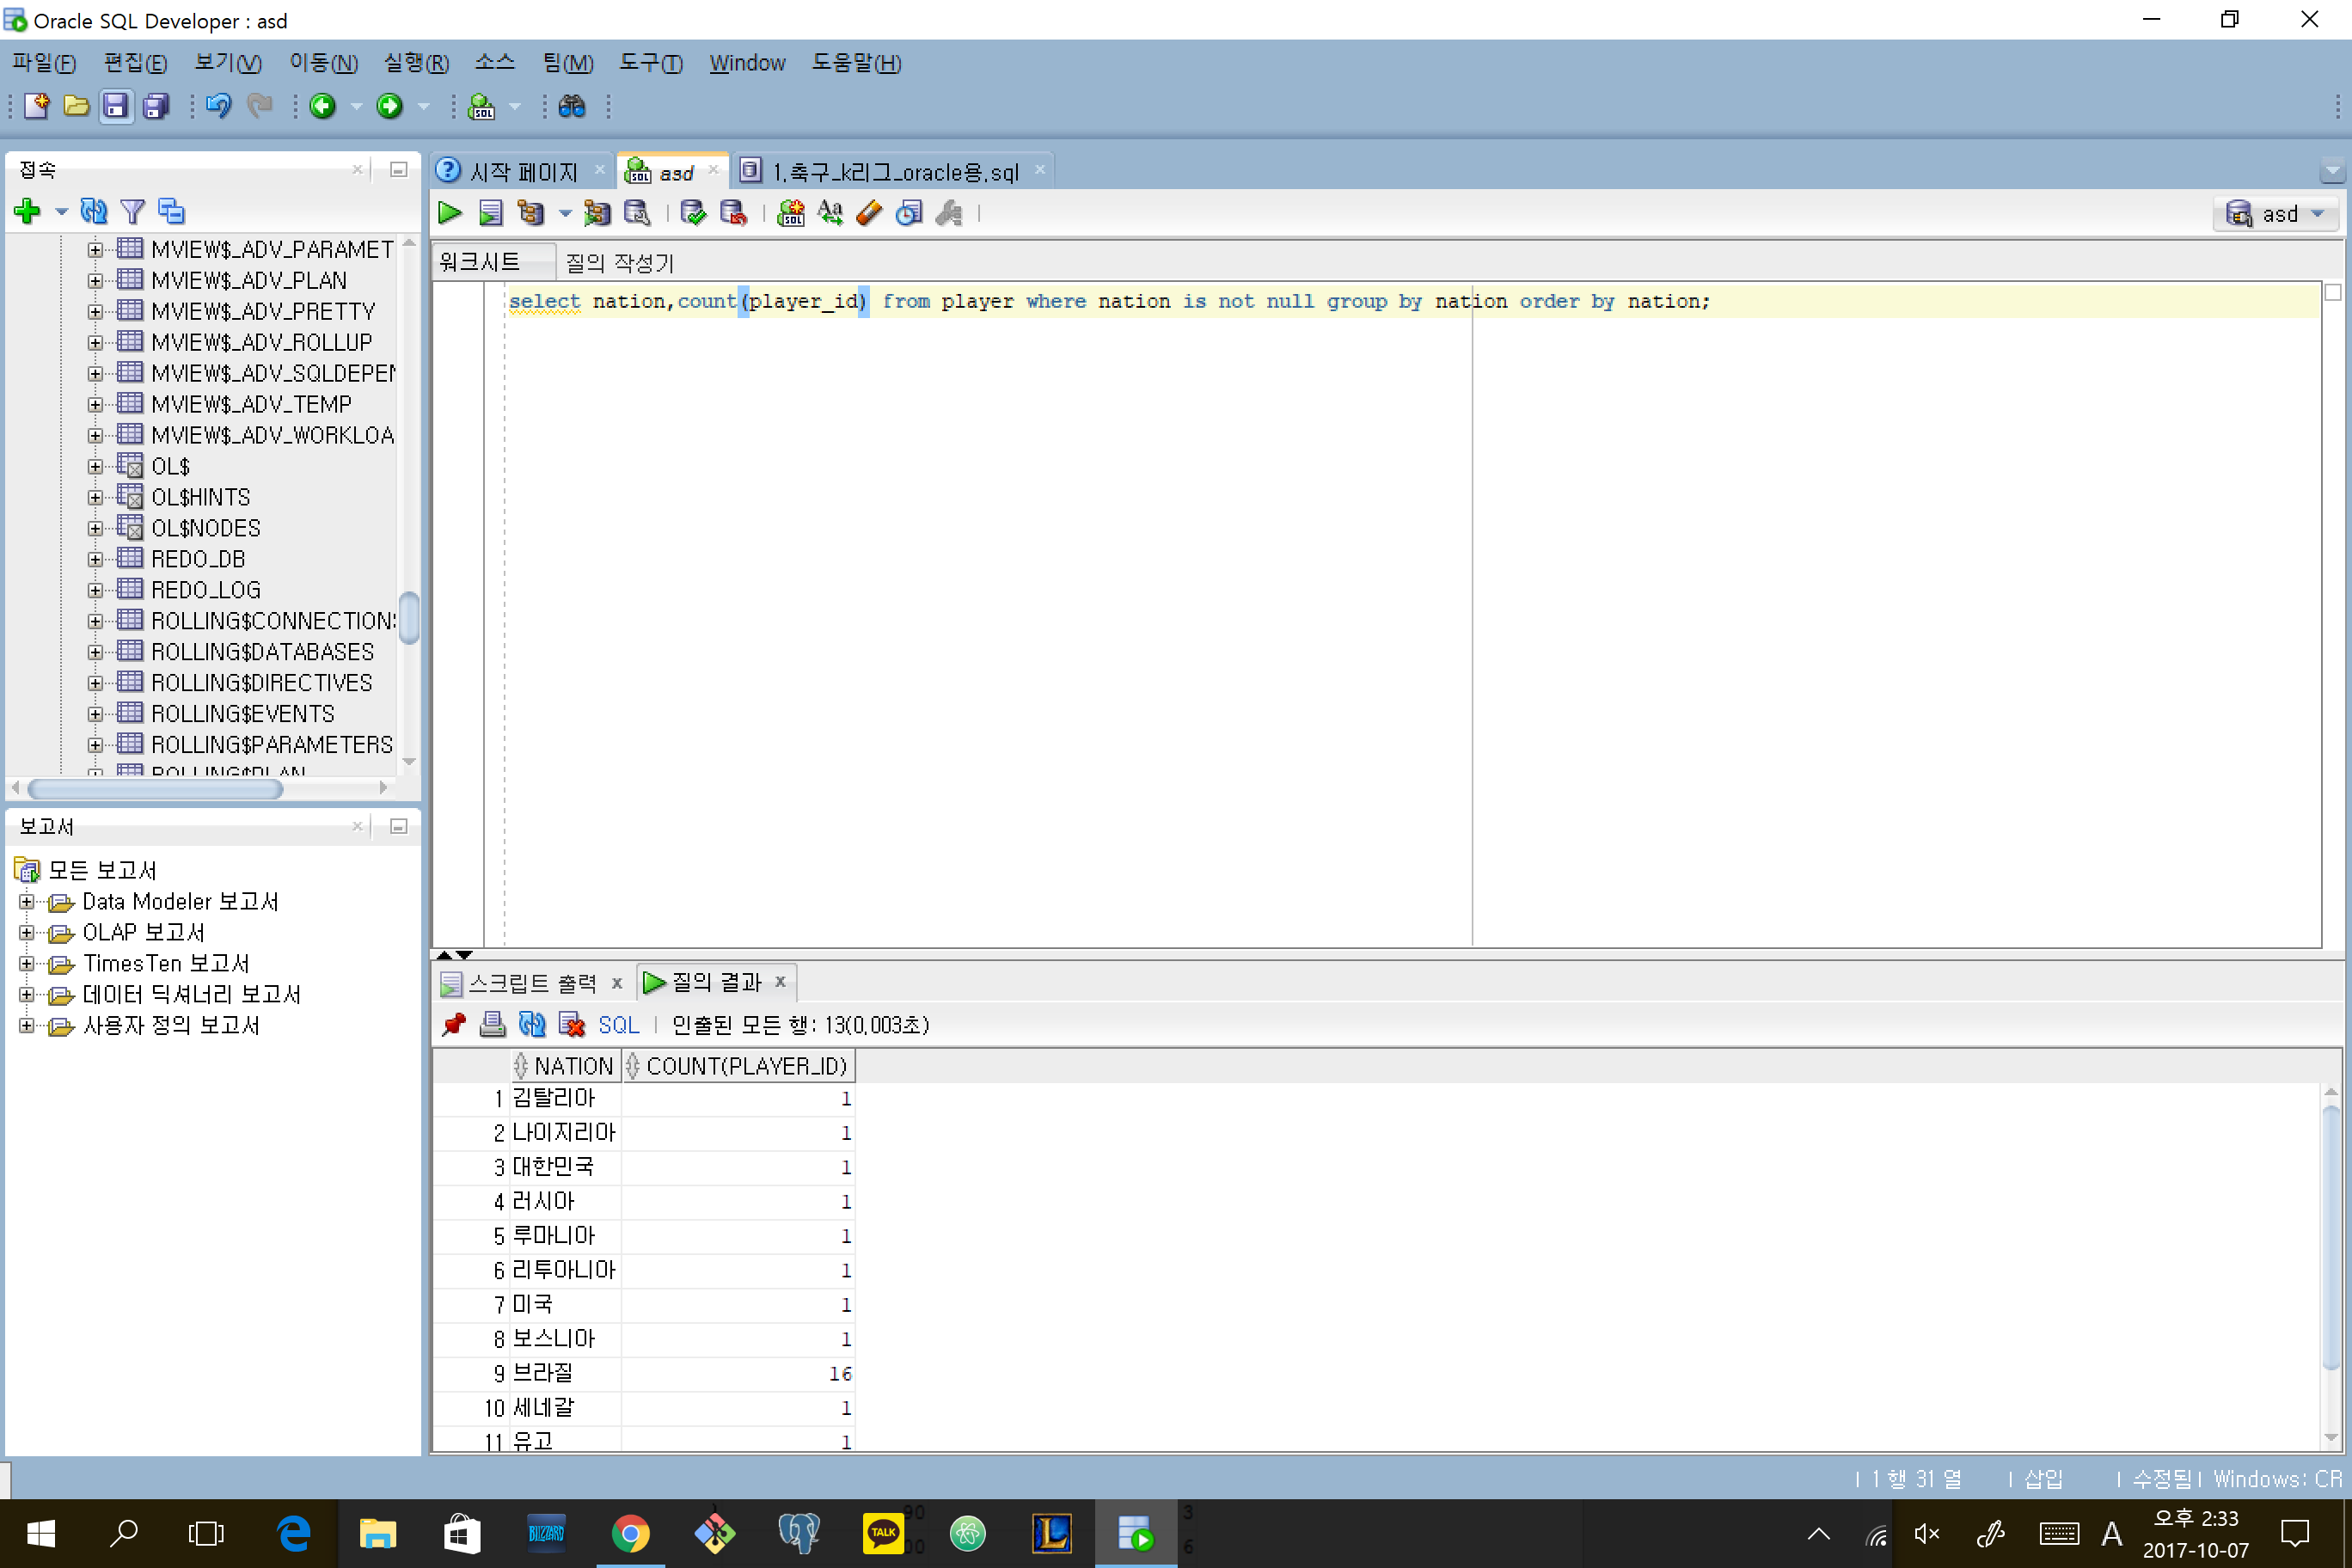 Oracle SQL Developer : asd
파일(F) 편집(E) 보기(V) 이동(N) 실행(R) 소스 팀(M) 도구(T) Window 도움말(H)
접속
MVIEW$_ADV_PARAMET
MVIEW$_ADV_PLAN
MVIEW$_ADV_PRETTY
MVIEW$_ADV_ROLLUP
MVIEW$_ADV_SQLDEPEN
MVIEW$_ADV_TEMP
MVIEW$_ADV_WORKLOA
OL$
OL$HINTS
OL$NODES
REDO_DB
REDO_LOG
ROLLING$CONNECTIONS
ROLLING$DATABASES
ROLLING$DIRECTIVES
ROLLING$EVENTS
ROLLING$PARAMETERS
ROLLING$PLAN
보고서
모든 보고서
Data Modeler 보고서
OLAP 보고서
TimesTen 보고서
데이터 딕셔너리 보고서
사용자 정의 보고서
시작 페이지 asd 1.축구_k리그_oracle용.sql
asd
워크시트 질의 작성기
select nation,count(player_id) from player where nation is not null group by nation order by nation;
스크립트 출력 x 질의 결과 x
SQL | 인출된 모든 행: 13(0,003초)
NATION COUNT(PLAYER_ID)
1 김탈리아 1
2 나이지리아 1
3 대한민국 1
4 러시아 1
5 루마니아 1
6 리투아니아 1
7 미국 1
8 보스니아 1
9 브라질 16
10 세네갈 1
11 유고 1
1 행 31 열 | 삽입 | 수정됨 | Windows: CR
BLIZZARD
TALK
A
오후 2:33
2017-10-07